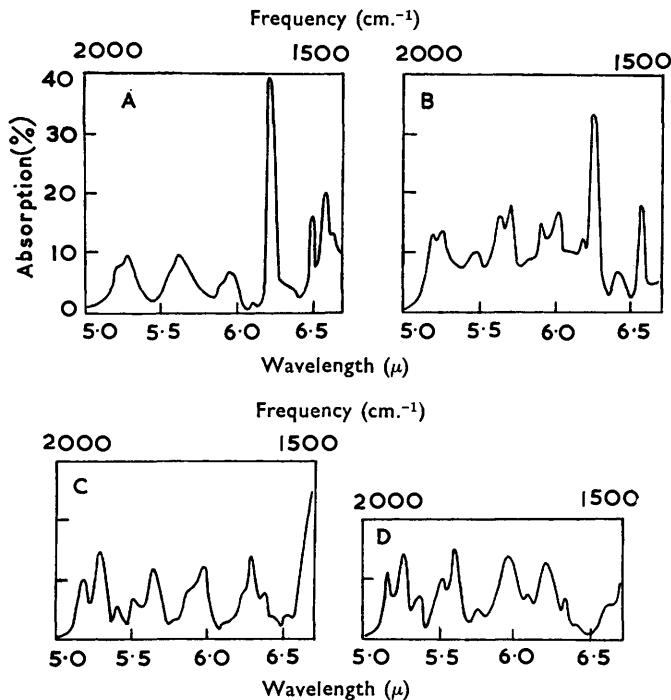 Frequency (cm.⁻¹)
2000 1500 2000 1500
A B
Absorption(%)
40
30
20
10
0
5·0 5·5 6·0 6·5 5·0 5·5 6·0 6·5
Wavelength (μ) Wavelength (μ)
Frequency (cm.⁻¹)
2000 1500 2000 1500
C D
5·0 5·5 6·0 6·5 5·0 5·5 6·0 6·5
Wavelength (μ) Wavelength (μ)